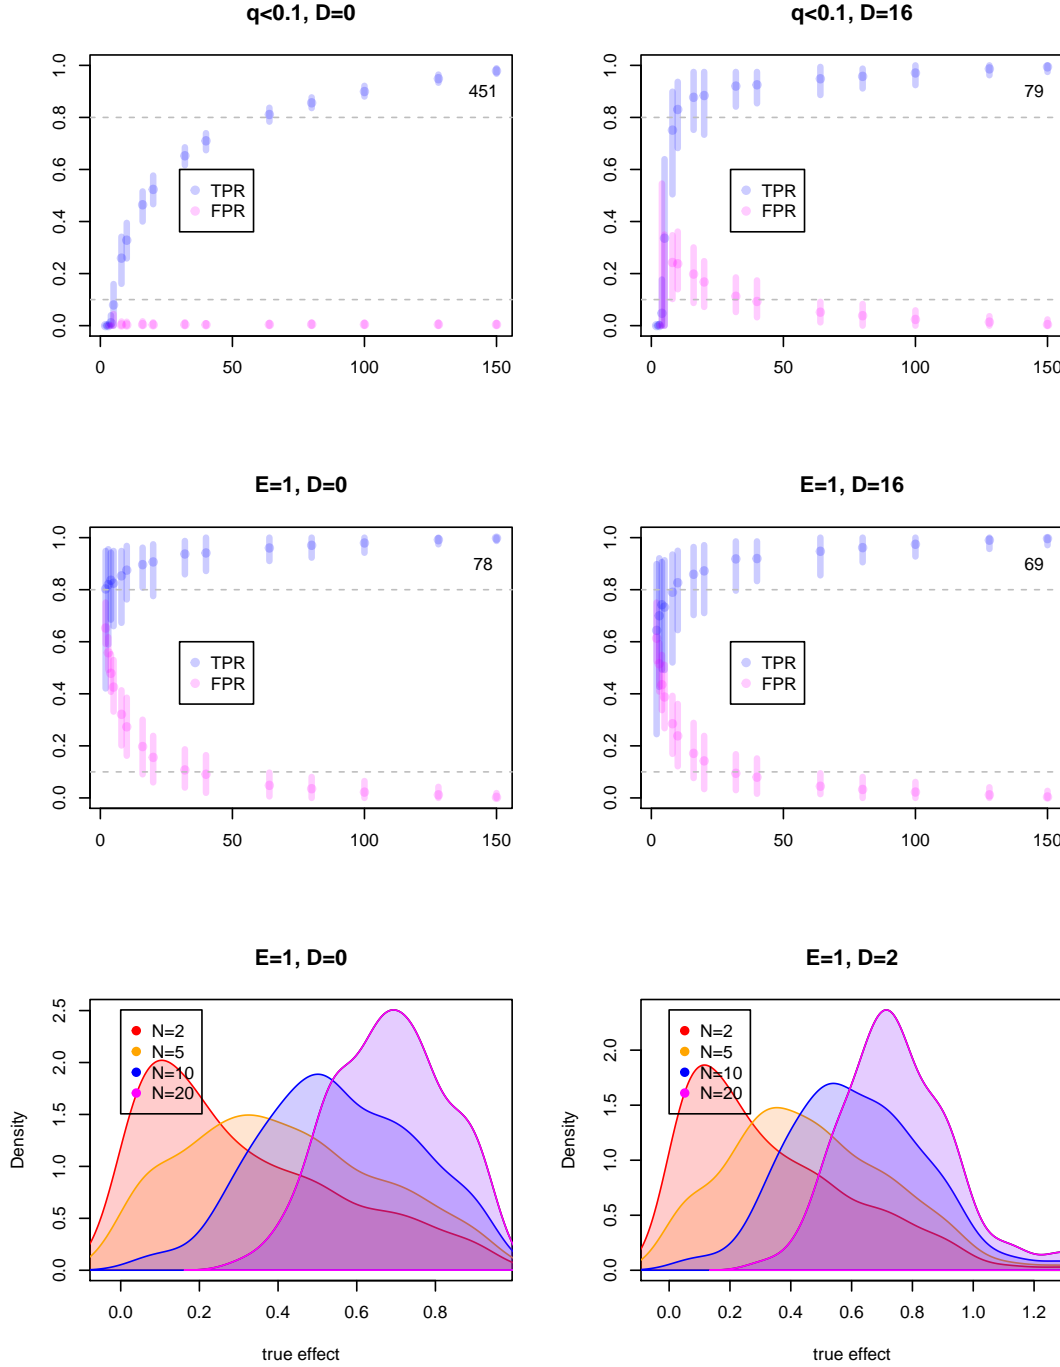 q<0.1, D=0
1.0
0.8
0.6
0.4
0.2
0.0
451
TPR
FPR
0 50 100 150
q<0.1, D=16
1.0
0.8
0.6
0.4
0.2
0.0
79
TPR
FPR
0 50 100 150
E=1, D=0
1.0
0.8
0.6
0.4
0.2
0.0
78
TPR
FPR
0 50 100 150
E=1, D=16
1.0
0.8
0.6
0.4
0.2
0.0
69
TPR
FPR
0 50 100 150
E=1, D=0
Density
2.5
2.0
1.5
1.0
0.5
0.0
N=2
N=5
N=10
N=20
0.0 0.2 0.4 0.6 0.8
true effect
E=1, D=2
Density
2.0
1.5
1.0
0.5
0.0
N=2
N=5
N=10
N=20
0.0 0.2 0.4 0.6 0.8 1.0 1.2
true effect